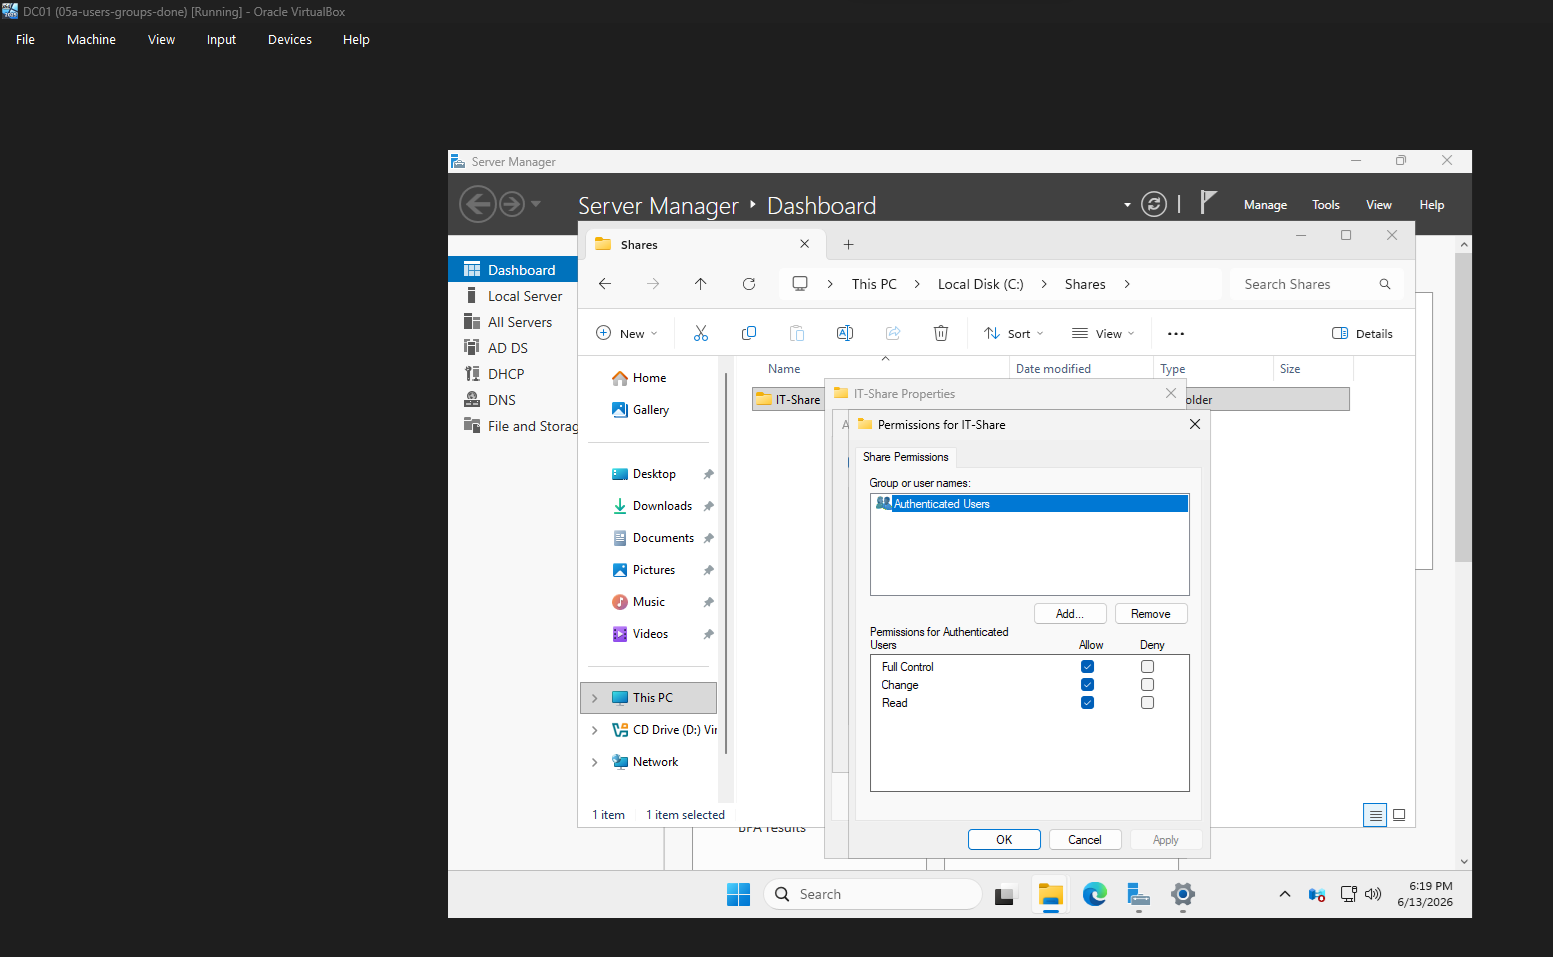 DC01 (05a-users-groups-done) [Running] - Oracle VirtualBox
File Machine View Input Devices Help
Server Manager
Server Manager Dashboard
Manage Tools View Help
Dashboard
Local Server
All Servers
AD DS
DHCP
DNS
File and Storag
Shares
This PC > Local Disk (C:) > Shares >
Search Shares
New
Sort
View
Details
Home
Gallery
Desktop
Downloads
Documents
Pictures
Music
Videos
This PC
CD Drive (D:) Vir
Network
Name Date modified Type Size
IT-Share
older
1 item 1 item selected
IT-Share Properties
A
Permissions for IT-Share
Share Permissions
Group or user names:
Authenticated Users
Add... Remove
Permissions for Authenticated
Users Allow Deny
Full Control
Change
Read
OK Cancel Apply
BPA results
Search
6:19 PM
6/13/2026